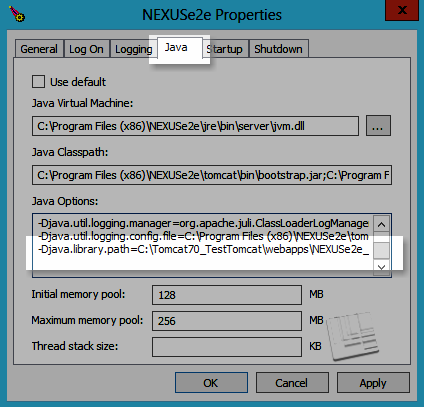 NEXUSe2e Properties
General Log On Logging Java Startup Shutdown
Use default
Java Virtual Machine:
C:\Program Files (x86)\NEXUSe2e\jre\bin\server\jvm.dll ...
Java Classpath:
C:\Program Files (x86)\NEXUSe2e\tomcat\bin\bootstrap.jar;C:\Program F
Java Options:
-Djava.util.logging.manager=org.apache.juli.ClassLoaderLogManage
-Djava.util.logging.config.file=C:\Program Files (x86)\NEXUSe2e\tom
-Djava.library.path=C:\Tomcat70_TestTomcat\webapps\NEXUSe2e_
Initial memory pool: 128 MB
Maximum memory pool: 256 MB
Thread stack size: KB
OK Cancel Apply